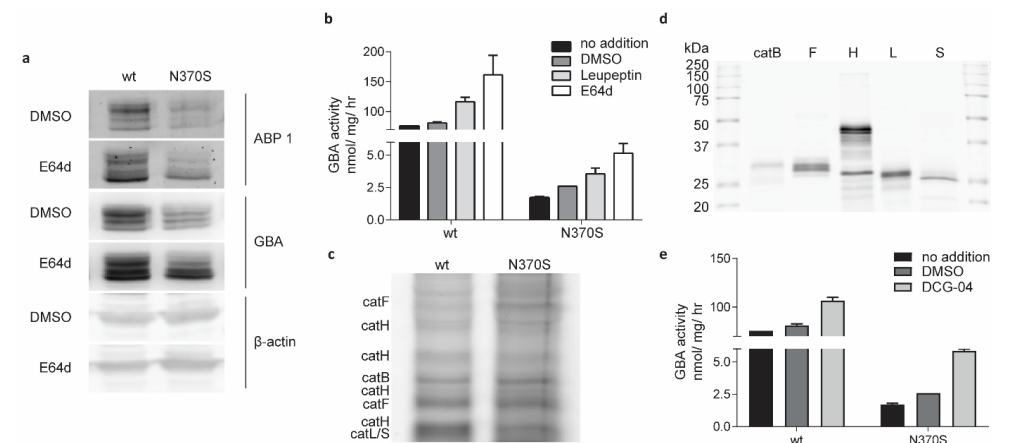 a
wt N370S
DMSO
E64d
ABP 1
DMSO
E64d
GBA
DMSO
E64d
β-actin
b
GBA activity
nmol/ mg/ hr
200
150
100
5.0
2.5
0.0
wt N370S
no addition
DMSO
Leupeptin
E64d
c
wt N370S
catF
catH
catH
catB
catH
catF
catH
catL/S
d
kDa catB F H L S
250
150
100
75
50
37
25
20
e
GBA activity
nmol/ mg/ hr
150
100
5.0
2.5
0.0
wt N370S
no addition
DMSO
DCG-04